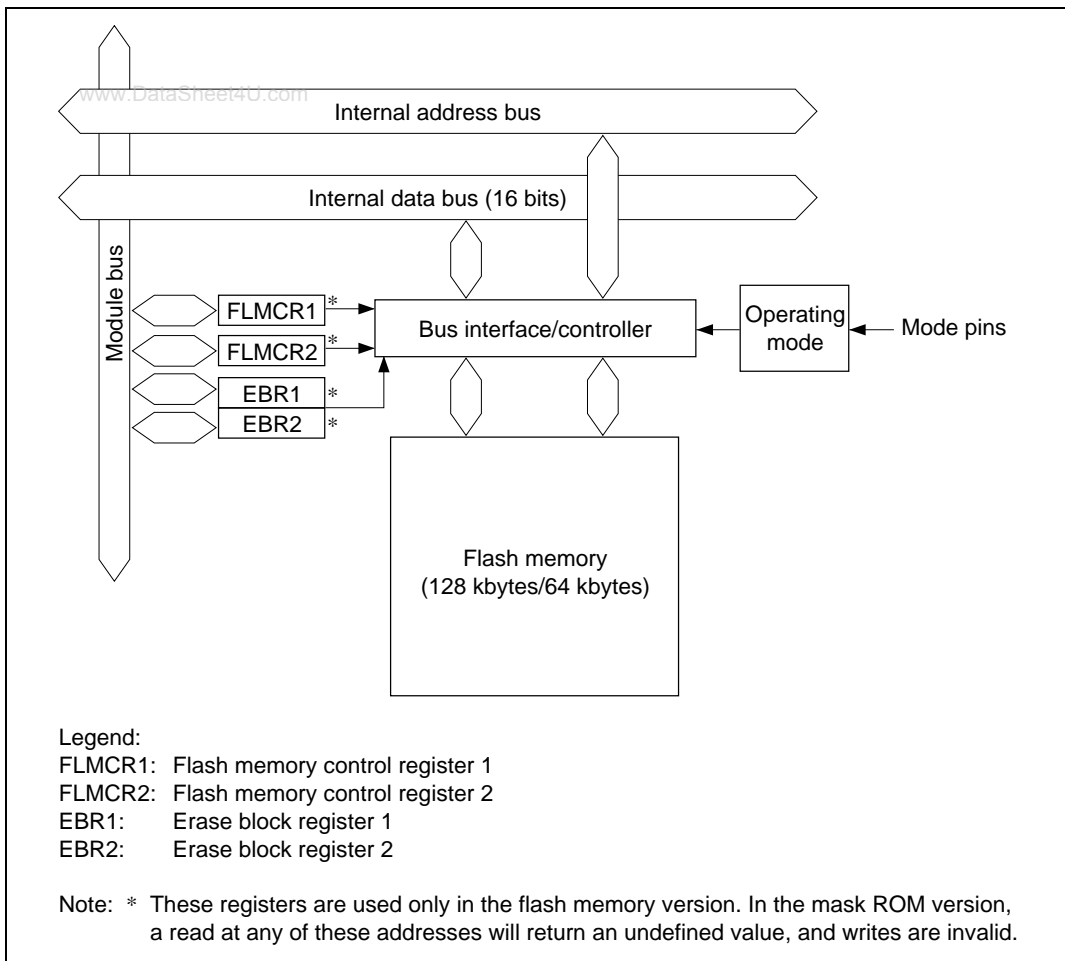 www.DataSheet4U.com
Internal address bus
Internal data bus (16 bits)
Module bus
FLMCR1 *
FLMCR2 *
EBR1 *
EBR2 *
Bus interface/controller
Operating
mode
Mode pins
Flash memory
(128 kbytes/64 kbytes)
Legend:
FLMCR1: Flash memory control register 1
FLMCR2: Flash memory control register 2
EBR1: Erase block register 1
EBR2: Erase block register 2
Note: * These registers are used only in the flash memory version. In the mask ROM version,
a read at any of these addresses will return an undefined value, and writes are invalid.